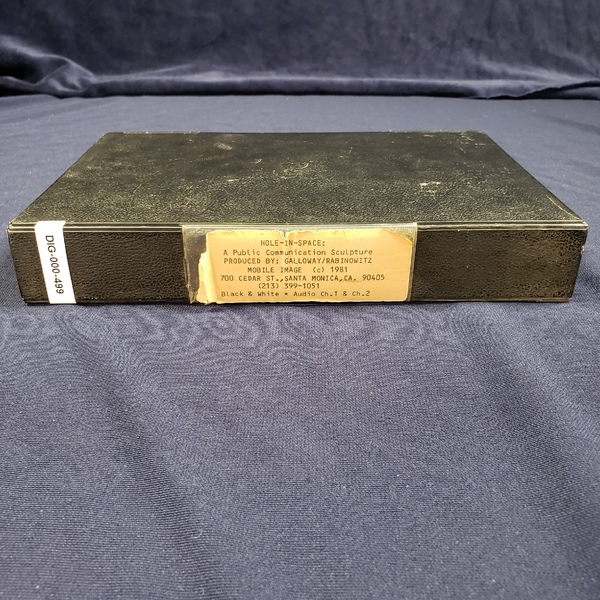 DIG-000-499
HOLE-IN-SPACE:
A Public Communication Sculpture
PRODUCED BY: GALLOWAY/RABINOWITZ
MOBILE IMAGE (c) 1981
700 CEDAR ST.,SANTA MONICA,CA. 90405
(213) 399-1051
Black & White * Audio Ch.1 & Ch.2